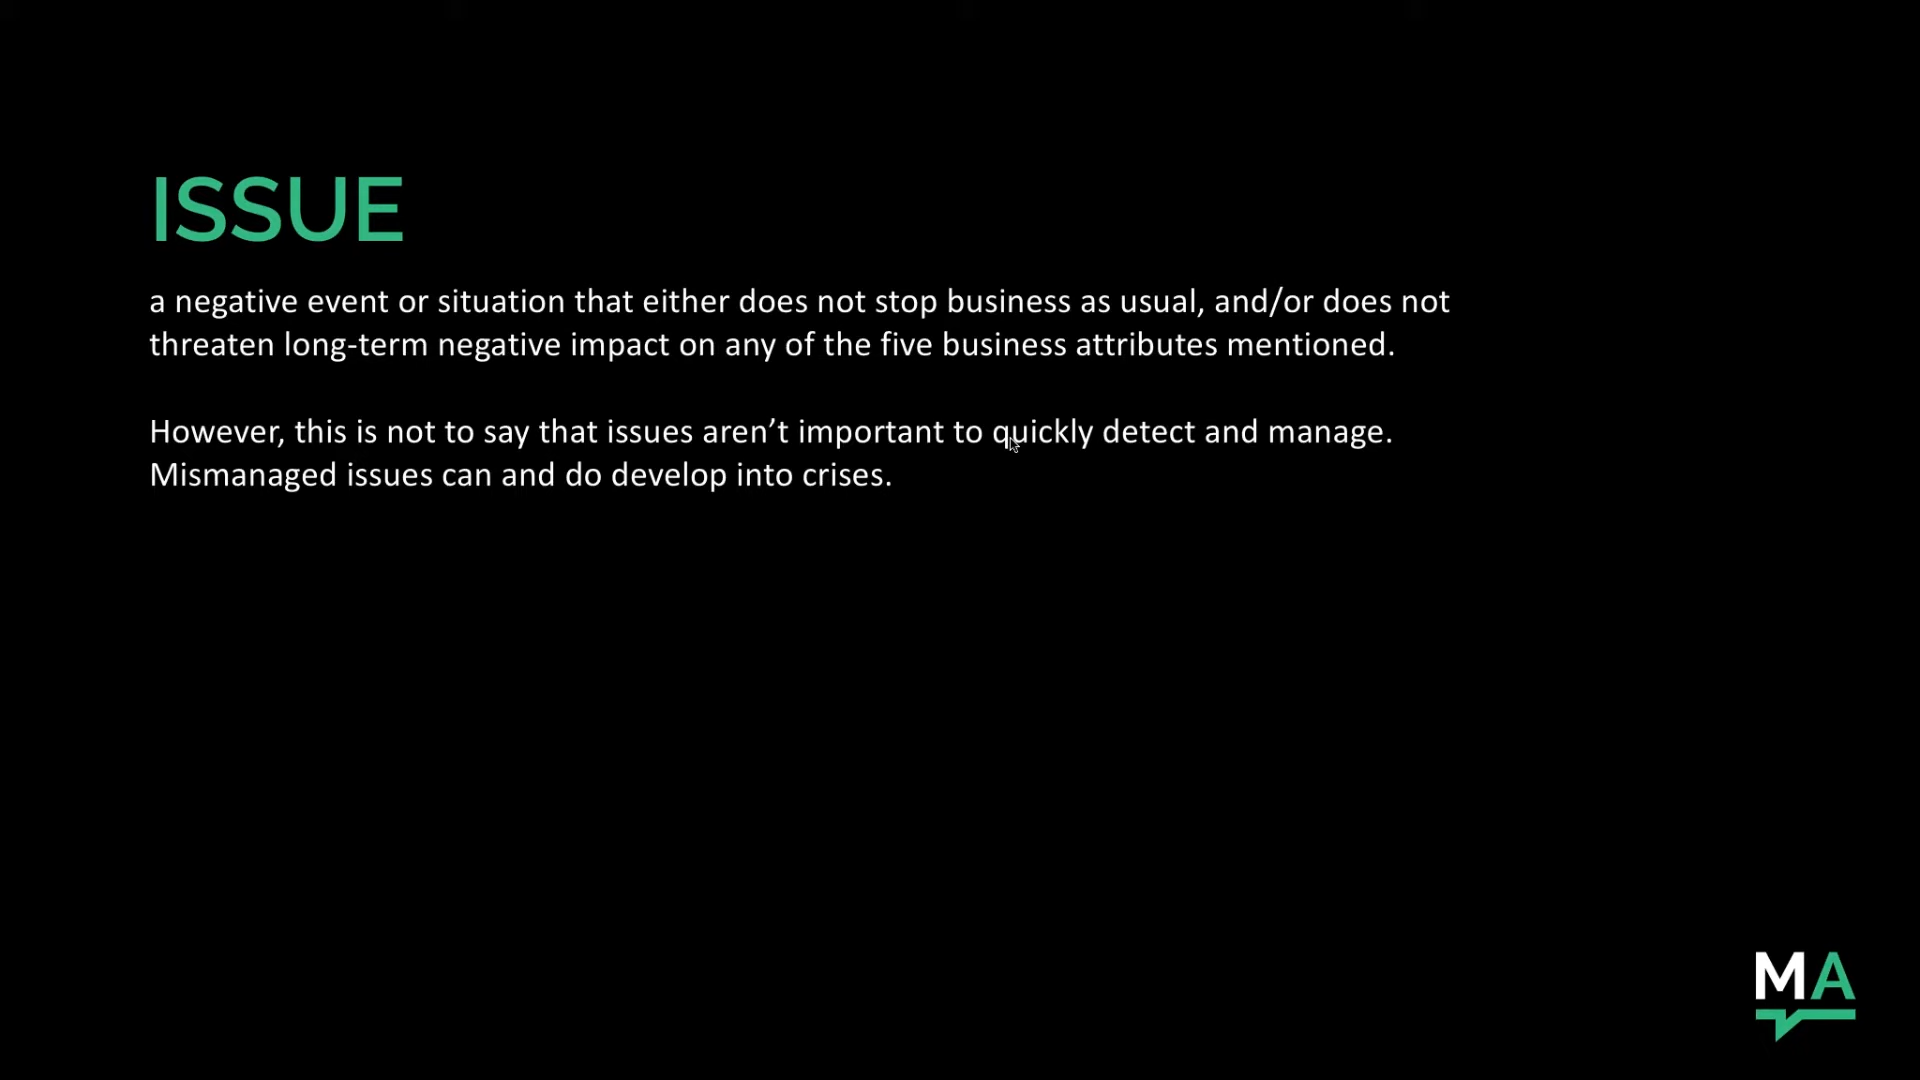 ISSUE
a negative event or situation that either does not stop business as usual, and/or does not
threaten long-term negative impact on any of the five business attributes mentioned.
However, this is not to say that issues aren’t important to quickly detect and manage.
Mismanaged issues can and do develop into crises.
MA